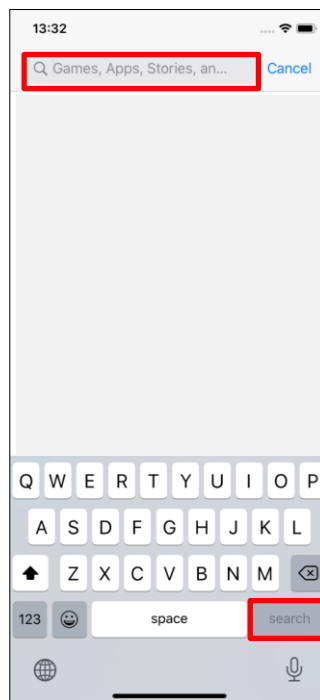 13:32
Games, Apps, Stories, an... Cancel
Q W E R T Y U I O P
A S D F G H J K L
Z X C V B N M
123 space search